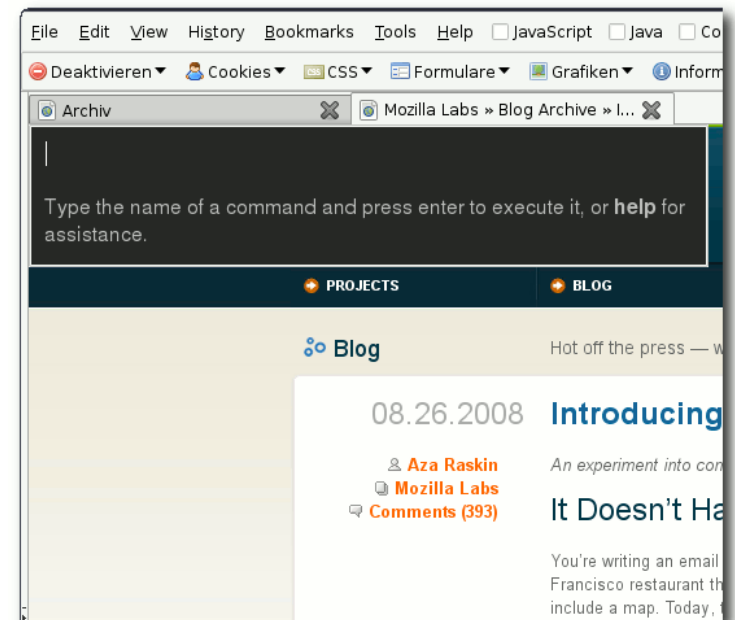 File Edit View History Bookmarks Tools Help JavaScript Java Co
Deaktivieren Cookies CSS Formulare Grafiken Inform
Archiv Mozilla Labs » Blog Archive » I...
Type the name of a command and press enter to execute it, or help for
assistance.
PROJECTS BLOG
Blog Hot off the press — w
08.26.2008 Introducing
Aza Raskin An experiment into con
Mozilla Labs
Comments (393) It Doesn't Ha
You're writing an email
Francisco restaurant th
include a map. Today, t